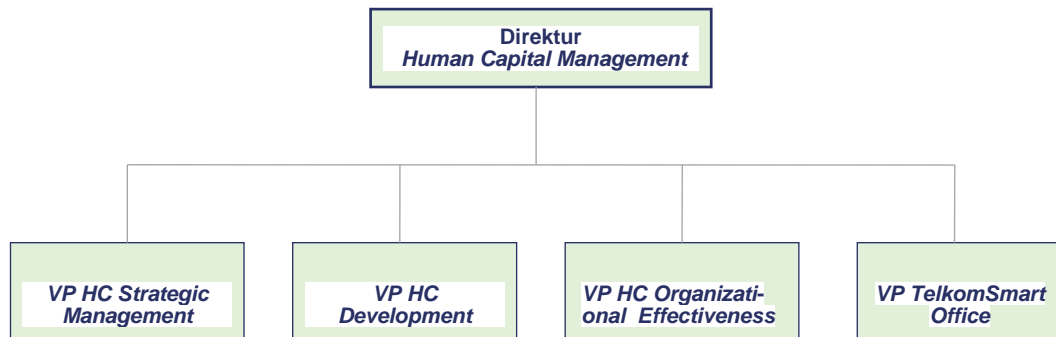 Direktur
Human Capital Management
VP HC Strategic
Management
VP HC
Development
VP HC Organizati-
onal Effectiveness
VP TelkomSmart
Office